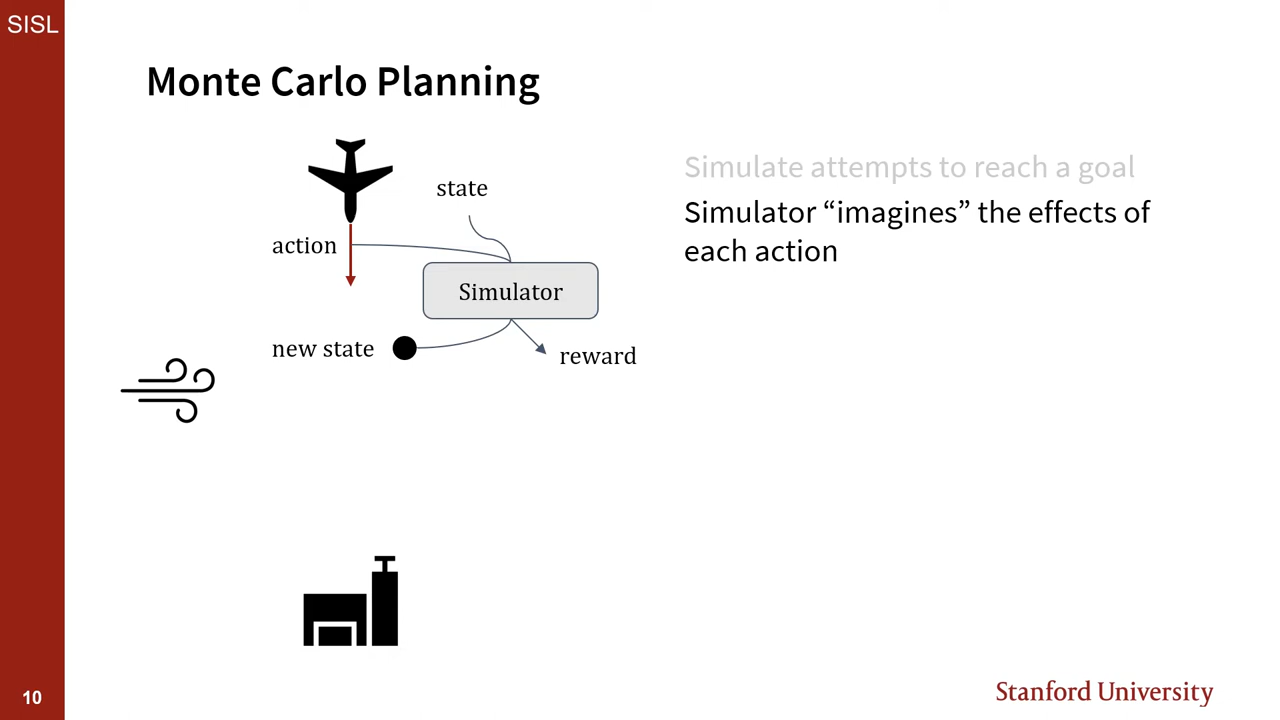 SISL
Monte Carlo Planning
state
action
Simulator
new state
reward
Simulate attempts to reach a goal
Simulator “imagines” the effects of
each action
10
Stanford University